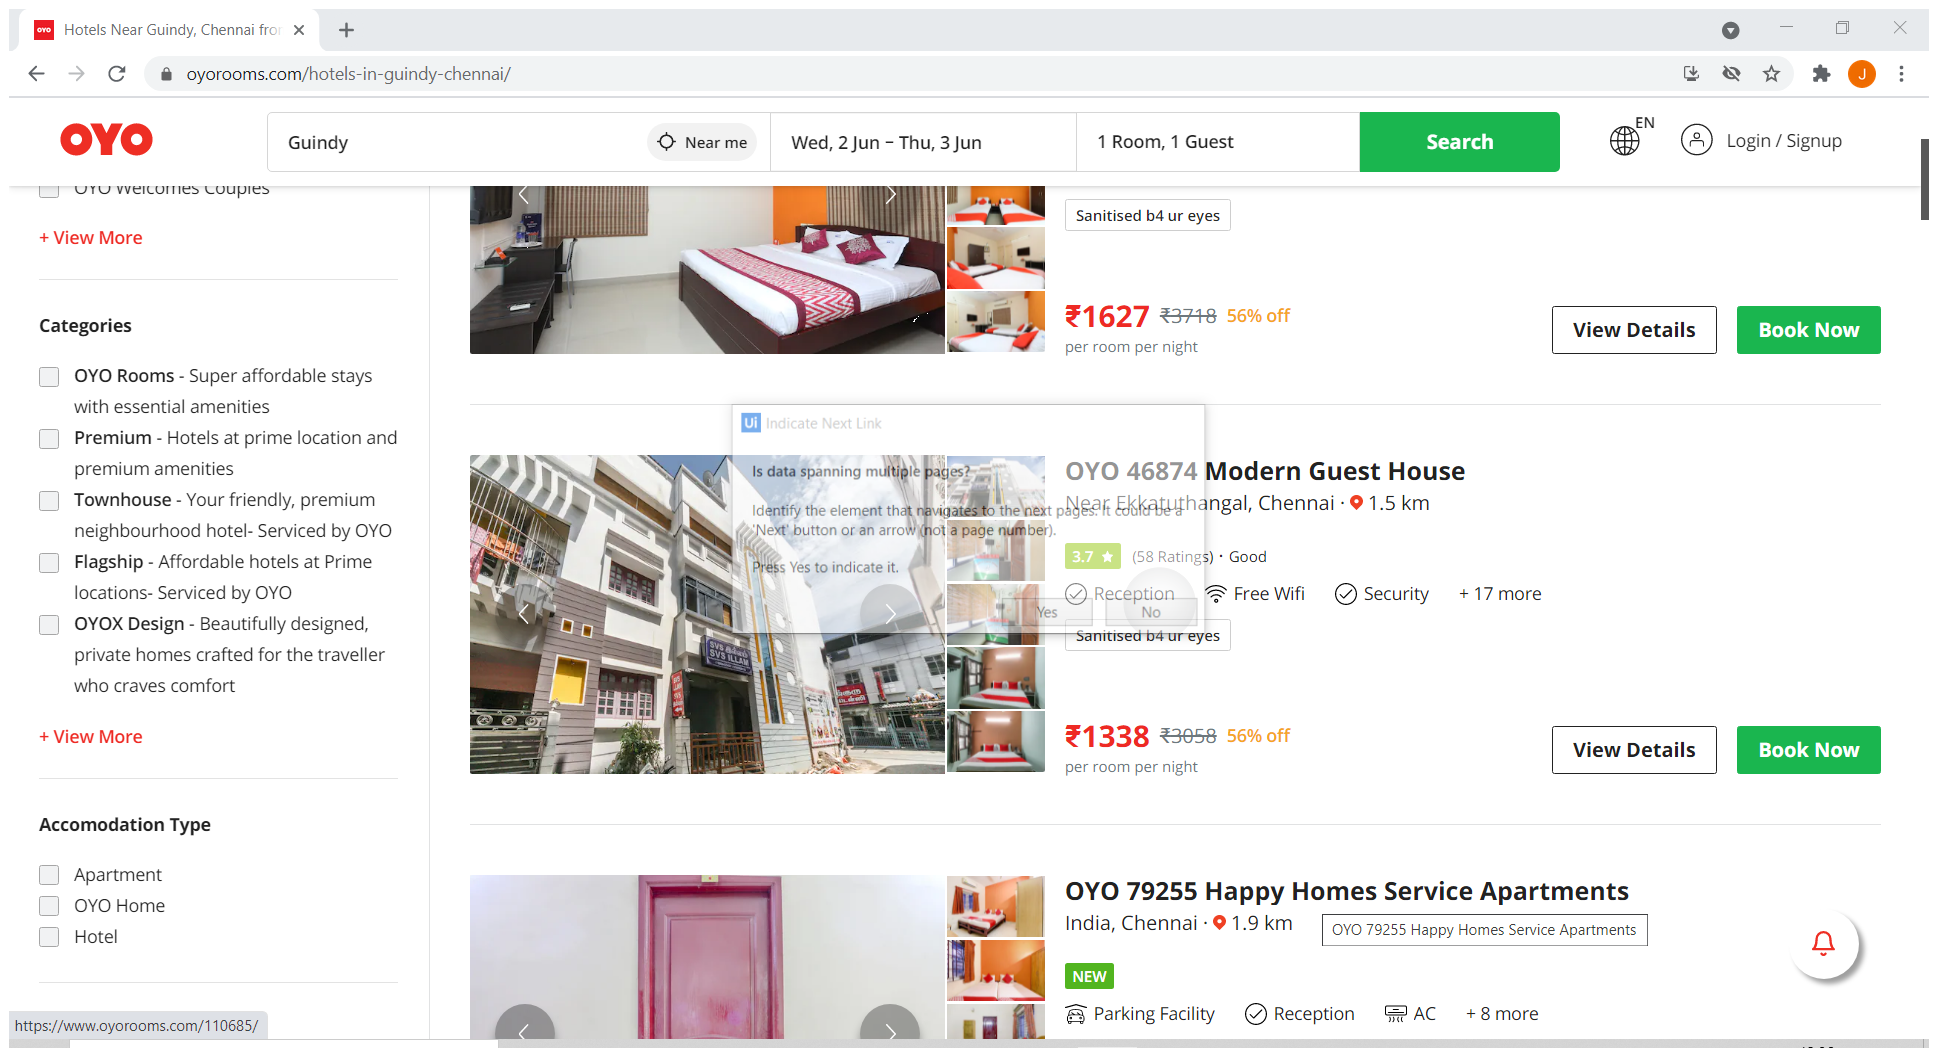 OYO
Hotels Near Guindy, Chennai fro
oyorooms.com/hotels-in-guindy-chennai/
J
OYO
Guindy
Near me
Wed, 2 Jun – Thu, 3 Jun
1 Room, 1 Guest
Search
EN
Login / Signup
OYO Welcomes Couples
+ View More
Categories
OYO Rooms - Super affordable stays
with essential amenities
Premium - Hotels at prime location and
premium amenities
Townhouse - Your friendly, premium
neighbourhood hotel- Serviced by OYO
Flagship - Affordable hotels at Prime
locations- Serviced by OYO
OYOX Design - Beautifully designed,
private homes crafted for the traveller
who craves comfort
+ View More
Accomodation Type
Apartment
OYO Home
Hotel
https://www.oyorooms.com/110685/
Sanitised b4 ur eyes
₹1627 ₹3718 56% off
per room per night
View Details
Book Now
Ui Indicate Next Link
Is data spanning multiple pages?
Identify the element that navigates to the next pages. It could be a
'Next' button or an arrow (not a page number).
Press Yes to indicate it.
Yes
No
SVS ILLAM
OYO 46874 Modern Guest House
Near Ekkatuthangal, Chennai · 1.5 km
3.7 ★ (58 Ratings) · Good
Reception
Free Wifi
Security
+ 17 more
Sanitised b4 ur eyes
₹1338 ₹3058 56% off
per room per night
View Details
Book Now
OYO 79255 Happy Homes Service Apartments
India, Chennai · 1.9 km
OYO 79255 Happy Homes Service Apartments
NEW
Parking Facility
Reception
AC
+ 8 more